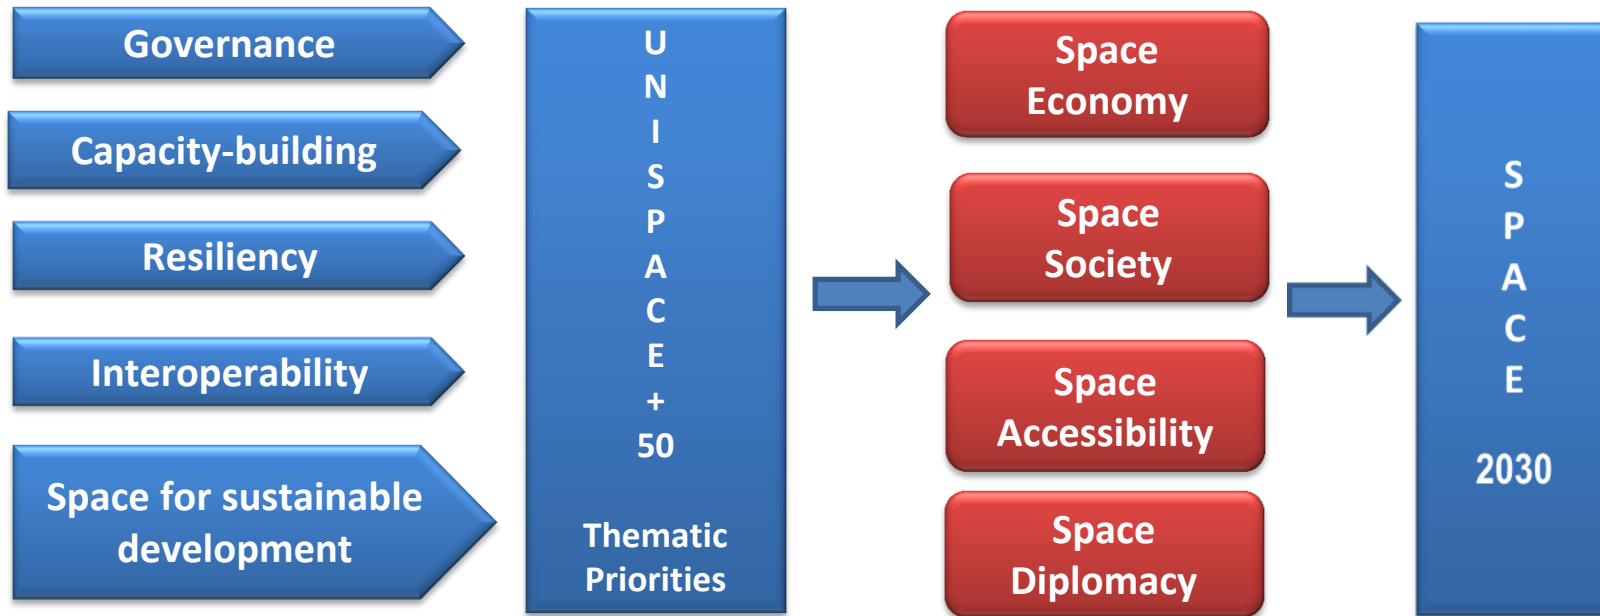 Governance
Capacity-building
Resiliency
Interoperability
Space for sustainable
development
U
N
I
S
P
A
C
E
+
50
Thematic
Priorities
Space
Economy
Space
Society
Space
Accessibility
Space
Diplomacy
S
P
A
C
E
2030